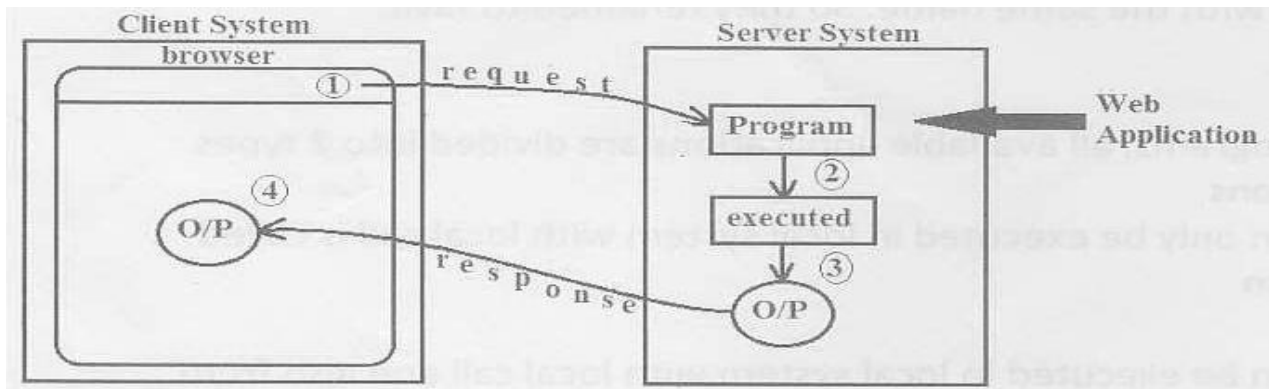 Client System
browser
① request
Server System
Program
②
executed
③
O/P
response
④
O/P
Web
Application